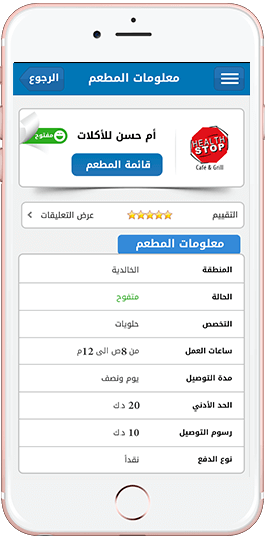 معلومات المطعم
الرجوع
أم حسن للأكلات
مفتوح
قائمة المطعم
HEALTH
STOP
Cafe & Grill
التقييم
عرض التعليقات
معلومات المطعم
المنطقة الخالدية
الحالة متفوح
التخصص حلويات
ساعات العمل من 8ص الى 12م
مدة التوصيل يوم ونصف
الحد الأدني 20 د.ك
رسوم التوصيل 10 د.ك
نوع الدفع نقداً